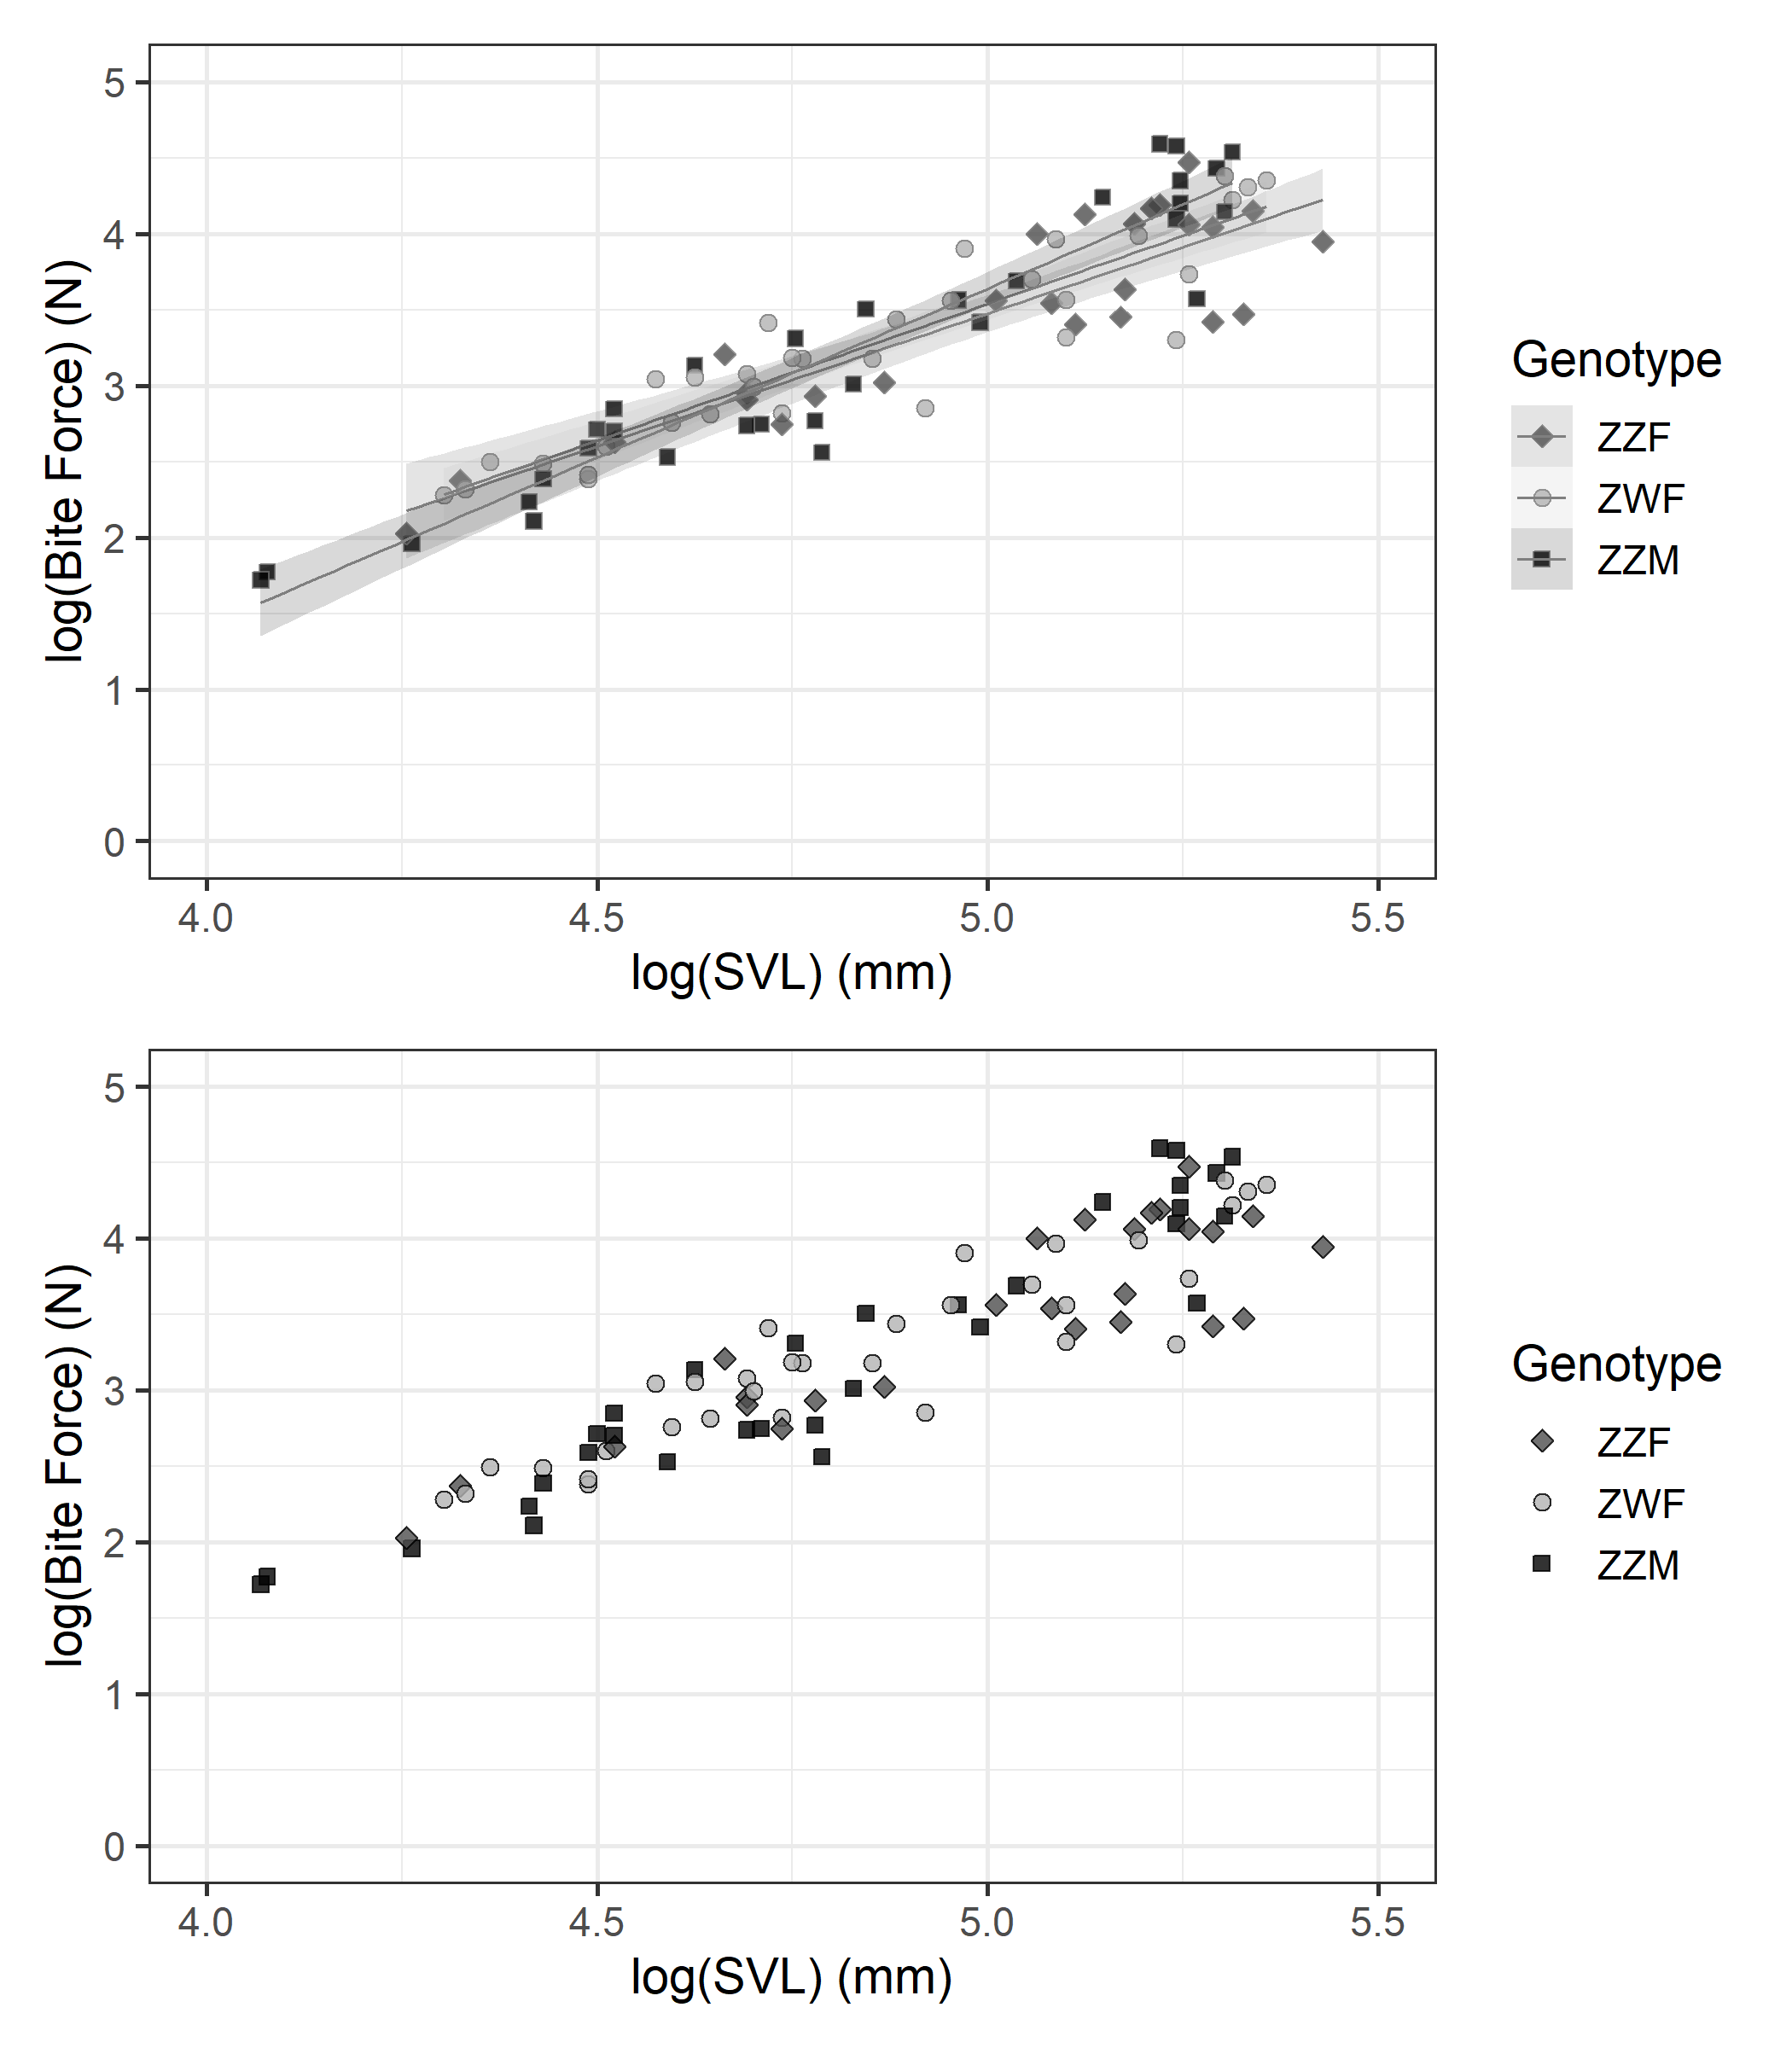 5
4
3
2
1
0
log(Bite Force) (N)
4.0 4.5 5.0 5.5
log(SVL) (mm)
Genotype
ZZF
ZWF
ZZM
5
4
3
2
1
0
log(Bite Force) (N)
4.0 4.5 5.0 5.5
log(SVL) (mm)
Genotype
ZZF
ZWF
ZZM